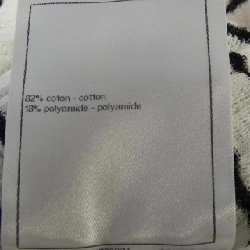 82% coton - cotton
18% polyamide - polyamide